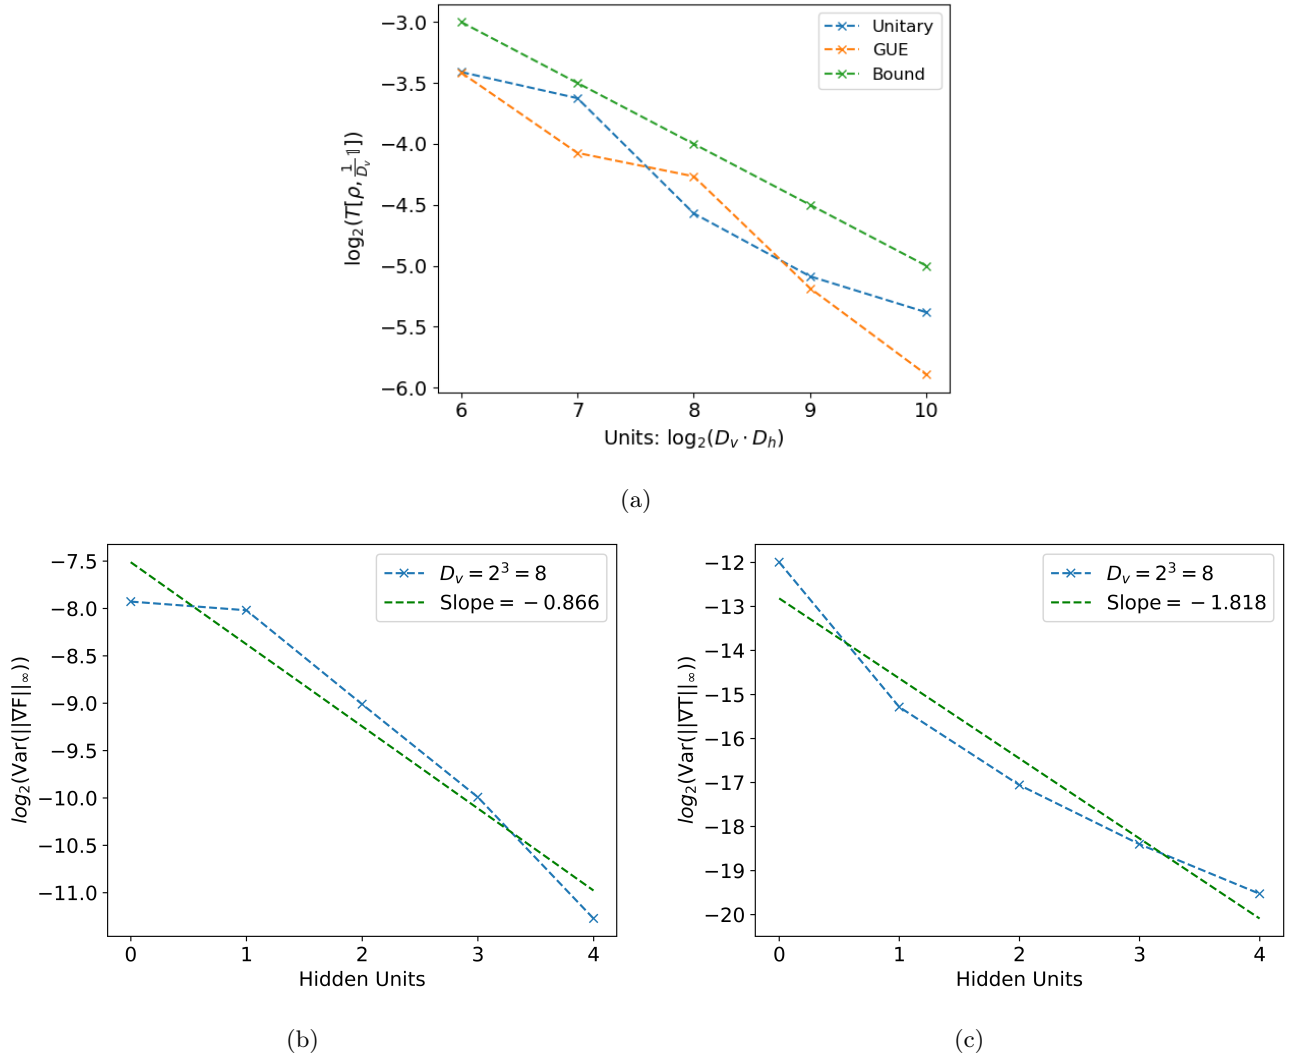 −3.0
−3.5
−4.0
−4.5
−5.0
−5.5
−6.0
log₂(T[ρ, 1/Dᵥ 𝟙])
Unitary
GUE
Bound
6 7 8 9 10
Units: log₂(Dᵥ · Dₕ)
(a)
−7.5
−8.0
−8.5
−9.0
−9.5
−10.0
−10.5
−11.0
log₂(Var(||∇F||∞))
Dᵥ = 2³ = 8
Slope = −0.866
0 1 2 3 4
Hidden Units
(b)
−12
−13
−14
−15
−16
−17
−18
−19
−20
log₂(Var(||∇T||∞))
Dᵥ = 2³ = 8
Slope = −1.818
0 1 2 3 4
Hidden Units
(c)